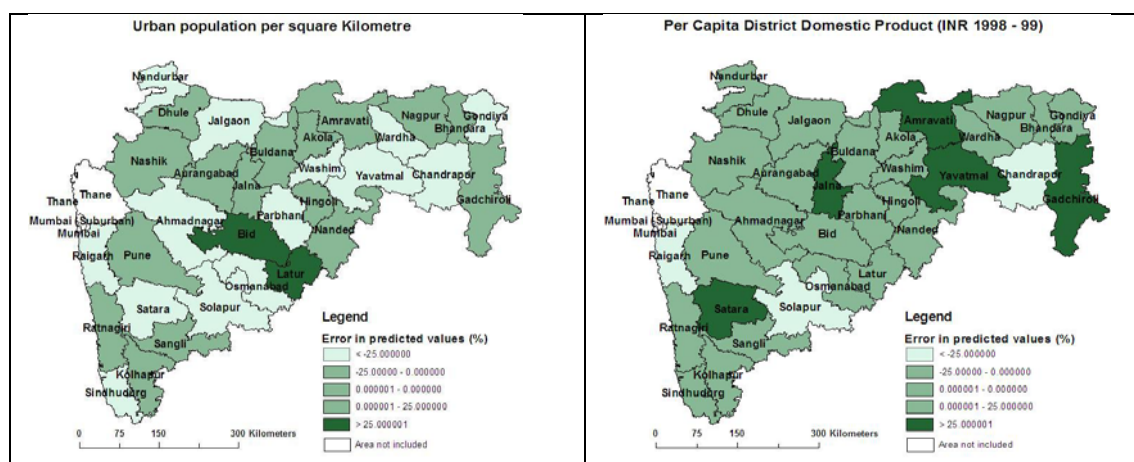 Urban population per square Kilometre
Nandurbar
Dhule
Jalgaon
Amravati
Nagpur
Gondiya
Bhandara
Akola
Wardha
Nashik
Buldana
Washim
Chandrapur
Aurangabad
Yavatmal
Jalna
Thane
Hingoli
Gadchiroli
Thane
Parbhani
Mumbai (Suburban)
Ahmadnagar
Mumbai
Bid
Nanded
Raigarh
Pune
Latur
Osmanabad
Satara
Solapur
Ratnagiri
Sangli
Kolhapur
Sindhudorg
Legend
Error in predicted values (%)
< -25.000000
-25.00000 - 0.000000
0.000001 - 0.000000
0.000001 - 25.000000
> 25.000001
Area not included
0 75 150 300 Kilometers
Per Capita District Domestic Product (INR 1998 - 99)
Nandurbar
Dhule
Jalgaon
Amravati
Nagpur
Gondiya
Bhandara
Akola
Wardha
Nashik
Buldana
Washim
Chandrapur
Aurangabad
Yavatmal
Jalna
Thane
Hingoli
Gadchiroli
Thane
Parbhani
Mumbai (Suburban)
Ahmadnagar
Mumbai
Bid
Nanded
Raigarh
Pune
Latur
Osmanabad
Satara
Solapur
Ratnagiri
Sangli
Kolhapur
Sindhudorg
Legend
Error in predicted values (%)
< -25.000000
-25.00000 - 0.000000
0.000001 - 0.000000
0.000001 - 25.000000
> 25.000001
Area not included
0 75 150 300 Kilometers